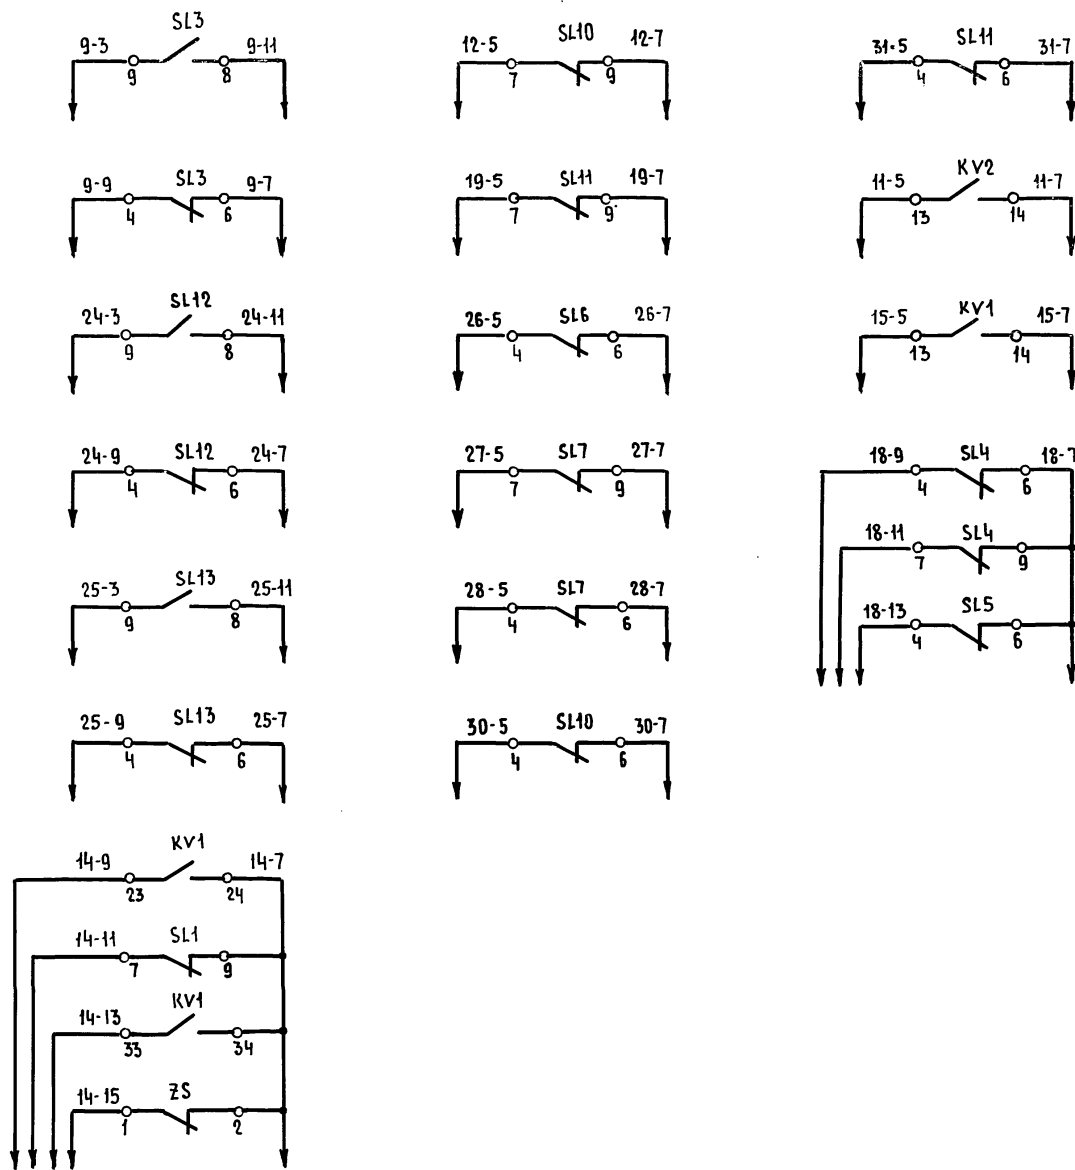 SL3
9-3 9-11
9 8
SL3
9-9 9-7
4 6
SL12
24-3 24-11
9 8
SL12
24-9 24-7
4 6
SL13
25-3 25-11
9 8
SL13
25-9 25-7
4 6
KV1
14-9 14-7
23 24
SL1
14-11
7 9
KV1
14-13
33 34
ZS
14-15
1 2
SL10
12-5 12-7
7 9
SL11
19-5 19-7
7 9
SL6
26-5 26-7
4 6
SL7
27-5 27-7
7 9
SL7
28-5 28-7
4 6
SL10
30-5 30-7
4 6
SL11
31-5 31-7
4 6
KV2
11-5 11-7
13 14
KV1
15-5 15-7
13 14
SL4
18-9 18-7
4 6
SL4
18-11
7 9
SL5
18-13
4 6